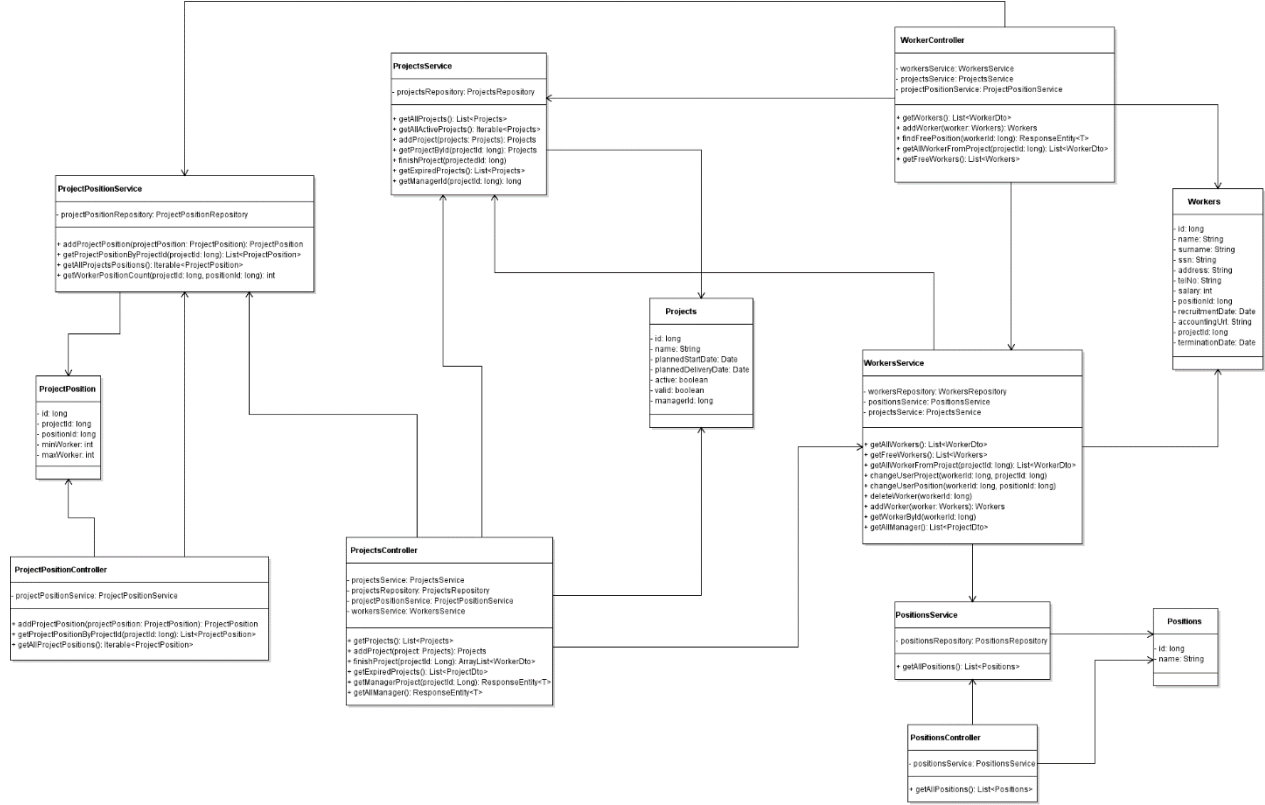 WorkerController
- workersService: WorkersService
- projectsService: ProjectsService
- projectPositionService: ProjectPositionService
+ getWorkers(): List<WorkerDto>
+ addWorker(worker: Workers): Workers
+ findFreePosition(workerId: long): ResponseEntity<T>
+ getAllWorkerFromProject(projectId: long): List<WorkerDto>
+ getFreeWorkers(): List<Workers>
ProjectsService
- projectsRepository: ProjectsRepository
+ getAllProjects(): List<Projects>
+ getAllActiveProjects(): Iterable<Projects>
+ addProject(projects: Projects): Projects
+ getProjectById(projectId: long): Projects
+ finishProject(projectedId: long)
+ getExpiredProjects(): List<Projects>
+ getManagerId(projectId: long): long
ProjectPositionService
- projectPositionRepository: ProjectPositionRepository
+ addProjectPosition(projectPosition: ProjectPosition): ProjectPosition
+ getProjectPositionByProjectId(projectId: long): List<ProjectPosition>
+ getAllProjectsPositions(): Iterable<ProjectPosition>
+ getWorkerPositionCount(projectId: long, positionId: long): int
Workers
- id: long
- name: String
- surname: String
- ssn: String
- address: String
- telNo: String
- salary: int
- positionId: long
- recruitmentDate: Date
- accountingUrl: String
- projectId: long
- terminationDate: Date
Projects
- id: long
- name: String
- plannedStartDate: Date
- plannedDeliveryDate: Date
- active: boolean
- valid: boolean
- managerId: long
WorkersService
- workersRepository: WorkersRepository
- positionsService: PositionsService
- projectsService: ProjectsService
+ getAllWorkers(): List<WorkerDto>
+ getFreeWorkers(): List<Workers>
+ getAllWorkerFromProject(projectId: long): List<WorkerDto>
+ changeUserProject(workerId: long, projectId: long)
+ changeUserPosition(workerId: long, positionId: long)
+ deleteWorker(workerId: long)
+ addWorker(worker: Workers): Workers
+ getWorkerById(workerId: long)
+ getAllManager(): List<ProjectDto>
ProjectPosition
- id: long
- projectId: long
- positionId: long
- minWorker: int
- maxWorker: int
ProjectPositionController
- projectPositionService: ProjectPositionService
+ addProjectPosition(projectPosition: ProjectPosition): ProjectPosition
+ getProjectPositionByProjectId(projectId: long): List<ProjectPosition>
+ getAllProjectPositions(): Iterable<ProjectPosition>
ProjectsController
- projectsService: ProjectsService
- projectsRepository: ProjectsRepository
- projectPositionService: ProjectPositionService
- workersService: WorkersService
+ getProjects(): List<Projects>
+ addProject(project: Projects): Projects
+ finishProject(projectId: Long): ArrayList<WorkerDto>
+ getExpiredProjects(): List<ProjectDto>
+ getManagerProject(projectId: Long): ResponseEntity<T>
+ getAllManager(): ResponseEntity<T>
PositionsService
- positionsRepository: PositionsRepository
+ getAllPositions(): List<Positions>
Positions
- id: long
- name: String
PositionsController
- positionsService: PositionsService
+ getAllPositions(): List<Positions>